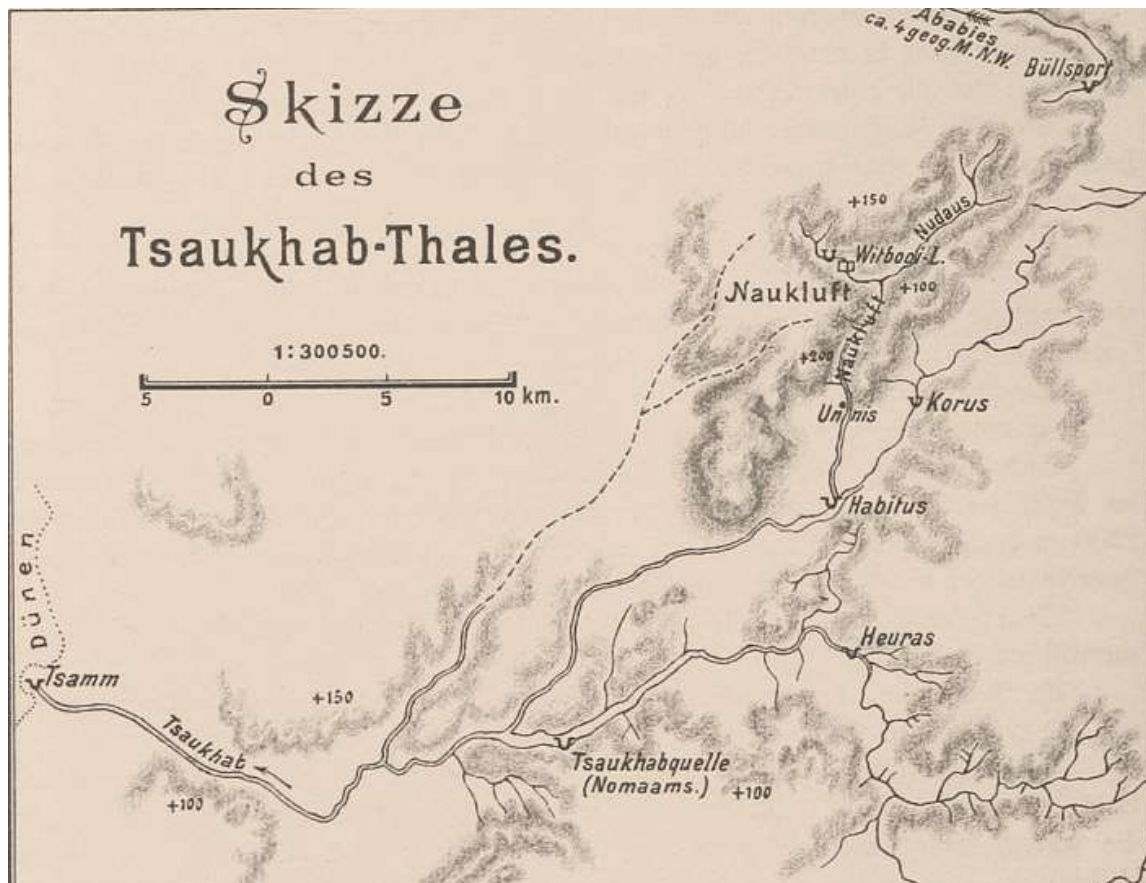 Ababies
ca. 4 geog. M. N. W.
Büllsport
Skizze
des
Tsaukhab-Thales.
1:300500.
5 0 5 10 km.
+150
Nudaus
Witbooi-L.
Naukluft
+100
Naukluft
+200
Uninis
Korus
Habitus
Dünen
Heuras
Tsamm
+150
Tsaukhab
+100
Tsaukhabquelle
(Nomaams.)
+100